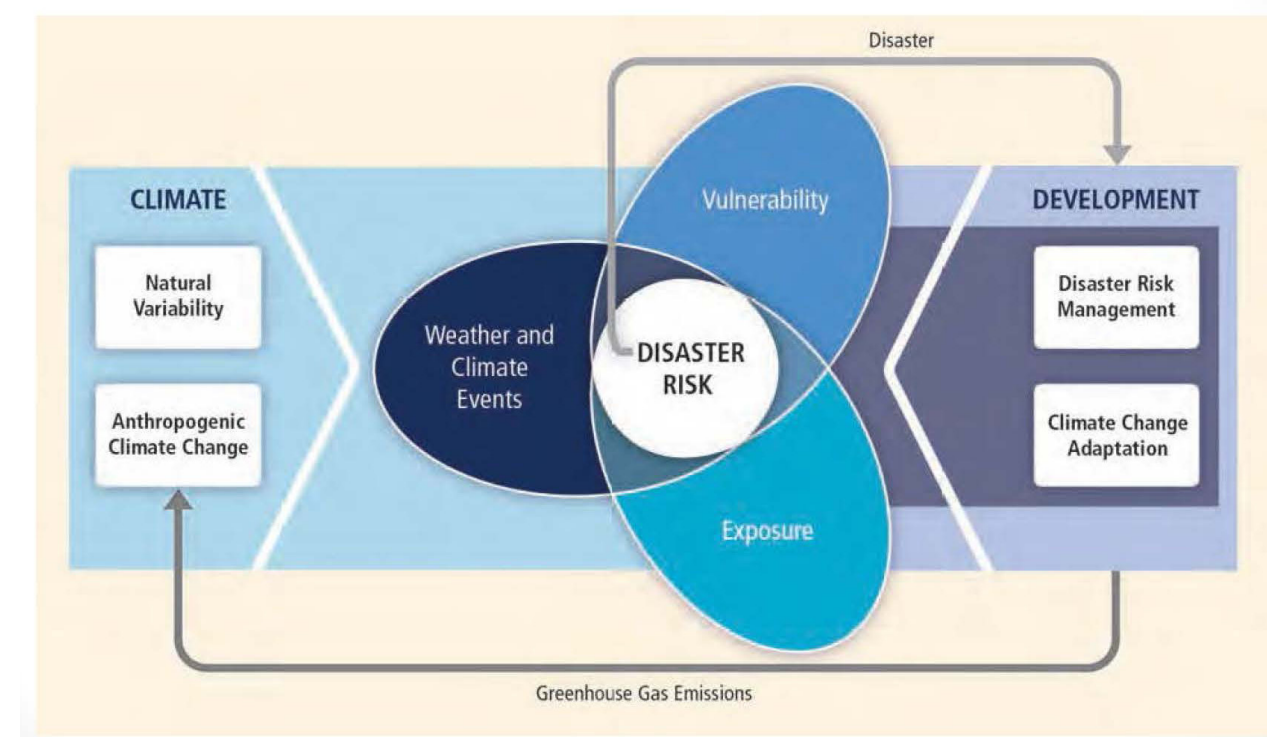 Disaster
CLIMATE
Natural
Variability
Anthropogenic
Climate Change
Weather and
Climate
Events
Vulnerability
DISASTER
RISK
Exposure
DEVELOPMENT
Disaster Risk
Management
Climate Change
Adaptation
Greenhouse Gas Emissions